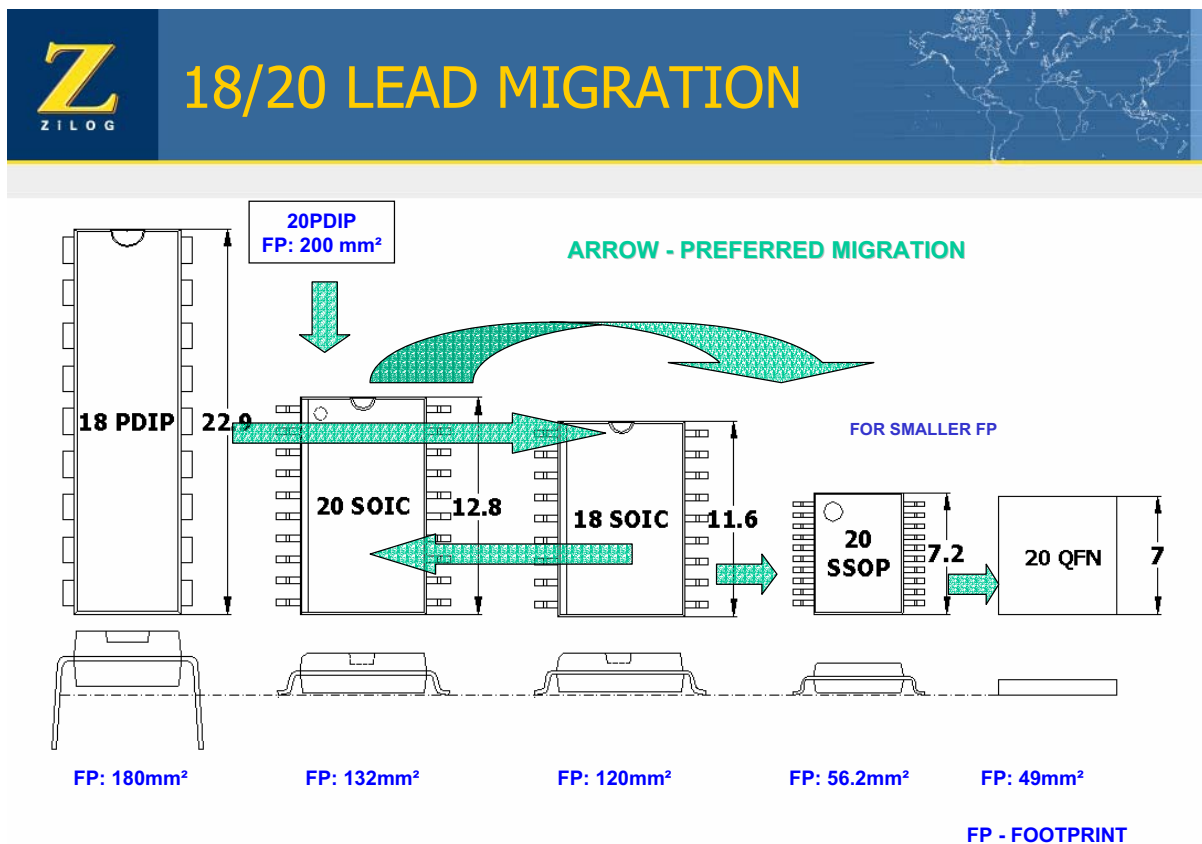 Z
ZiLOG
18/20 LEAD MIGRATION
20PDIP
FP: 200 mm²
ARROW - PREFERRED MIGRATION
18 PDIP
22.9
20 SOIC
12.8
18 SOIC
11.6
FOR SMALLER FP
20
SSOP
7.2
20 QFN
7
FP: 180mm²
FP: 132mm²
FP: 120mm²
FP: 56.2mm²
FP: 49mm²
FP - FOOTPRINT